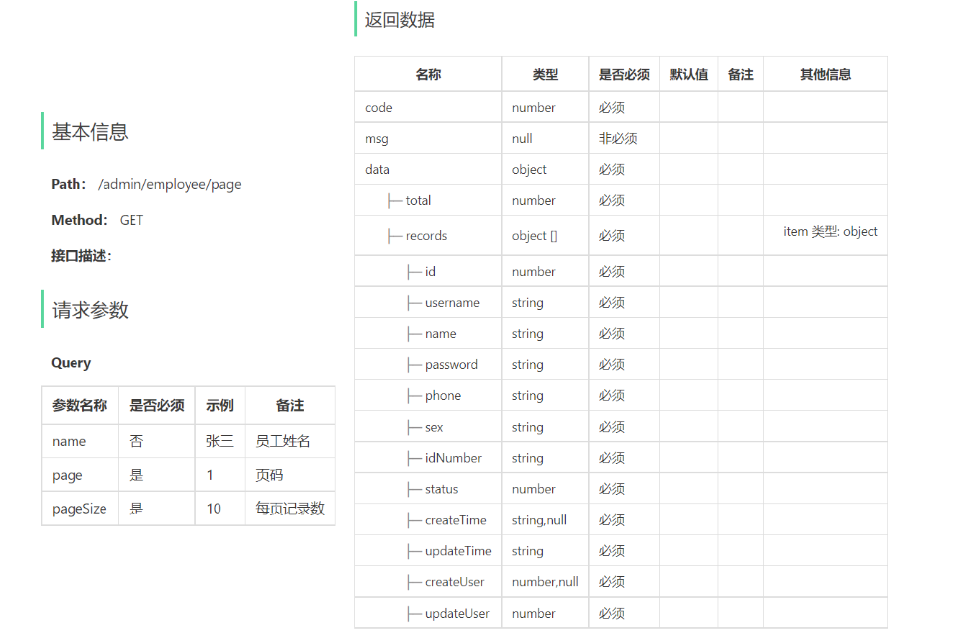 基本信息
Path： /admin/employee/page
Method： GET
接口描述：
请求参数
Query
参数名称 是否必须 示例 备注
name 否 张三 员工姓名
page 是 1 页码
pageSize 是 10 每页记录数
返回数据
名称 类型 是否必须 默认值 备注 其他信息
code number 必须
msg null 非必须
data object 必须
├─ total number 必须
├─ records object [] 必须 item 类型: object
├─ id number 必须
├─ username string 必须
├─ name string 必须
├─ password string 必须
├─ phone string 必须
├─ sex string 必须
├─ idNumber string 必须
├─ status number 必须
├─ createTime string,null 必须
├─ updateTime string 必须
├─ createUser number,null 必须
├─ updateUser number 必须